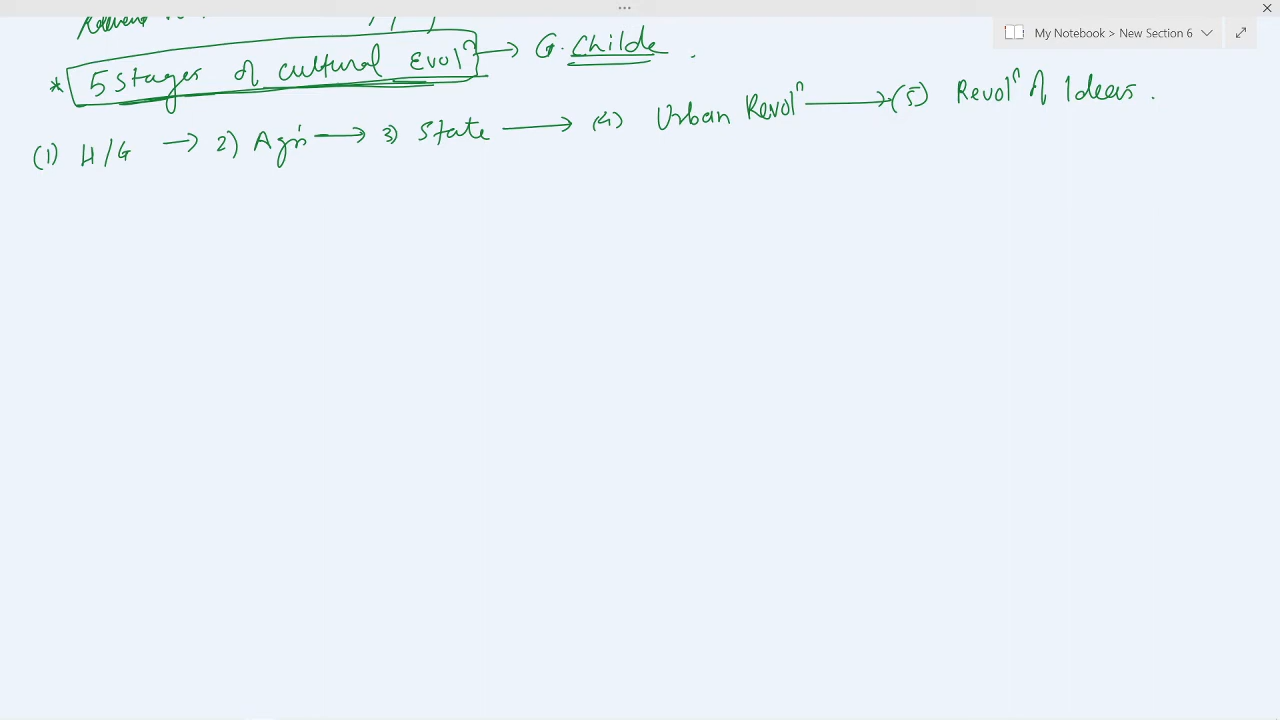 My Notebook > New Section 6
* 5 stages of cultural Evolⁿ → G. Childe .
(1) H/G → 2) Agri → 3) State → (4) Urban Revolⁿ → (5) Revolⁿ of Ideas .